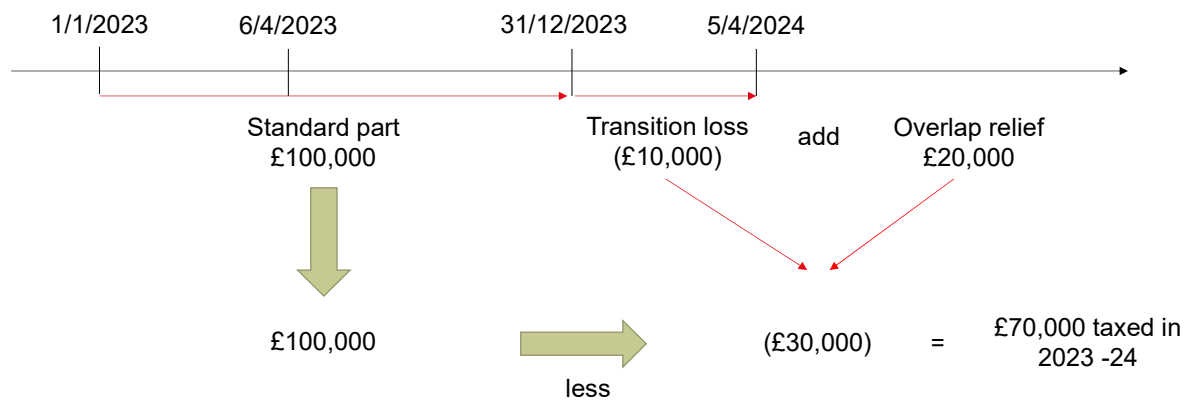 1/1/2023 6/4/2023 31/12/2023 5/4/2024
Standard part
£100,000
Transition loss
(£10,000)
add
Overlap relief
£20,000
£100,000
less
(£30,000)
=
£70,000 taxed in
2023 -24